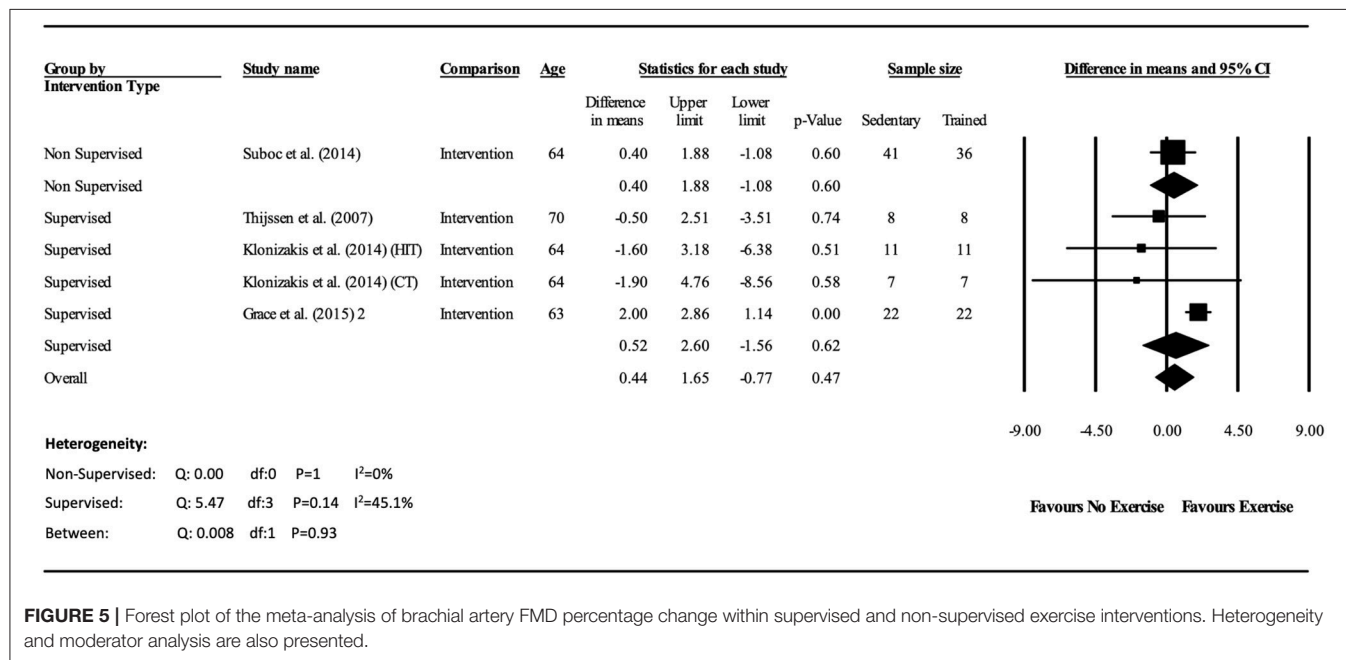 Group by Intervention Type Study name Comparison Age Statistics for each study Sample size Difference in means and 95% CI
Difference in means Upper limit Lower limit p-Value Sedentary Trained
Non Supervised Suboc et al. (2014) Intervention 64 0.40 1.88 -1.08 0.60 41 36
Non Supervised 0.40 1.88 -1.08 0.60
Supervised Thijssen et al. (2007) Intervention 70 -0.50 2.51 -3.51 0.74 8 8
Supervised Klonizakis et al. (2014) (HIT) Intervention 64 -1.60 3.18 -6.38 0.51 11 11
Supervised Klonizakis et al. (2014) (CT) Intervention 64 -1.90 4.76 -8.56 0.58 7 7
Supervised Grace et al. (2015) 2 Intervention 63 2.00 2.86 1.14 0.00 22 22
Supervised 0.52 2.60 -1.56 0.62
Overall 0.44 1.65 -0.77 0.47
-9.00 -4.50 0.00 4.50 9.00
Heterogeneity:
Non-Supervised: Q: 0.00 df:0 P=1 I²=0%
Supervised: Q: 5.47 df:3 P=0.14 I²=45.1%
Favours No Exercise Favours Exercise
Between: Q: 0.008 df:1 P=0.93
FIGURE 5 | Forest plot of the meta-analysis of brachial artery FMD percentage change within supervised and non-supervised exercise interventions. Heterogeneity
and moderator analysis are also presented.